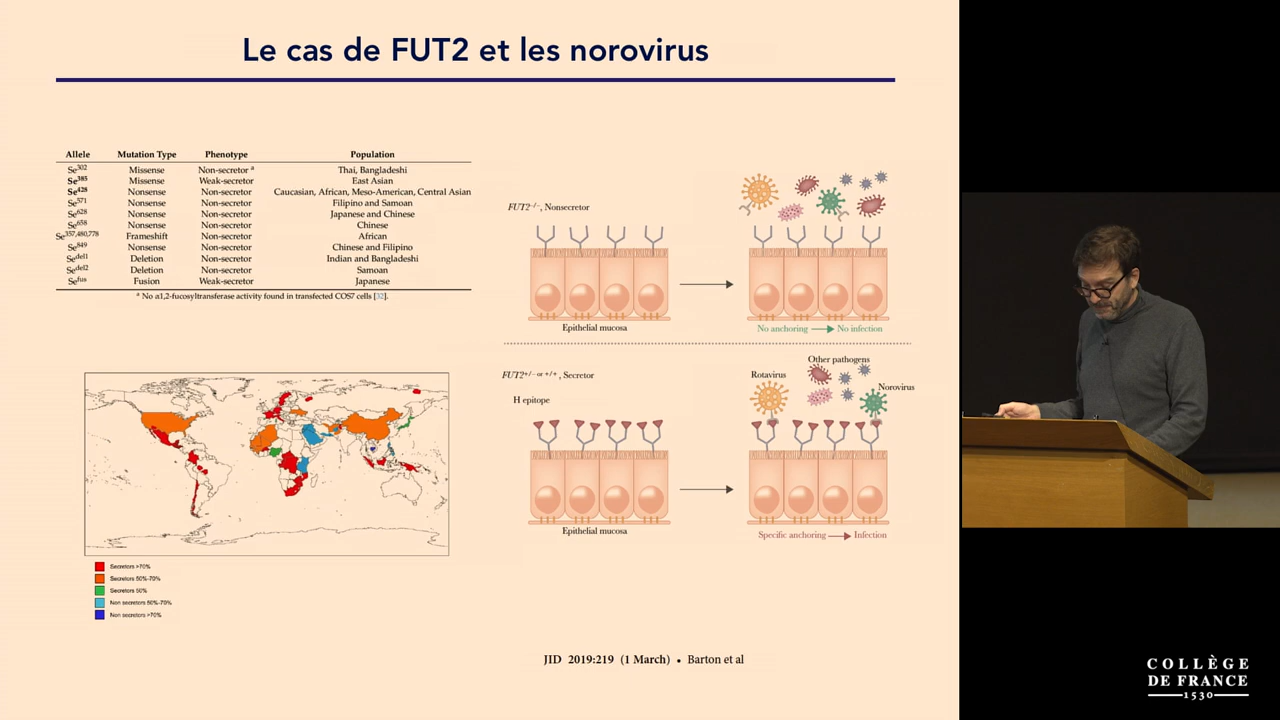 Le cas de FUT2 et les norovirus
Allele Mutation Type Phenotype Population
Se302 Missense Non-secretor a Thai, Bangladeshi
Se385 Missense Weak-secretor East Asian
Se428 Nonsense Non-secretor Caucasian, African, Meso-American, Central Asian
Se571 Nonsense Non-secretor Filipino and Samoan
Se628 Nonsense Non-secretor Japanese and Chinese
Se658 Nonsense Non-secretor Chinese
Se357,480,778 Frameshift Non-secretor African
Se849 Nonsense Non-secretor Chinese and Filipino
Sedel1 Deletion Non-secretor Indian and Bangladeshi
Sedel2 Deletion Non-secretor Samoan
Sefus Fusion Weak-secretor Japanese
a No α1,2-fucosyltransferase activity found in transfected COS7 cells [32].
Secretors >70%
Secretors 50%-70%
Secretors 50%
Non secretors 50%-70%
Non secretors >70%
FUT2-/-, Nonsecretor
Epithelial mucosa
No anchoring → No infection
FUT2+/- or +/+, Secretor
H epitope
Other pathogens
Rotavirus
Norovirus
Epithelial mucosa
Specific anchoring → Infection
JID 2019:219 (1 March) • Barton et al
COLLÈGE
DE FRANCE
1530